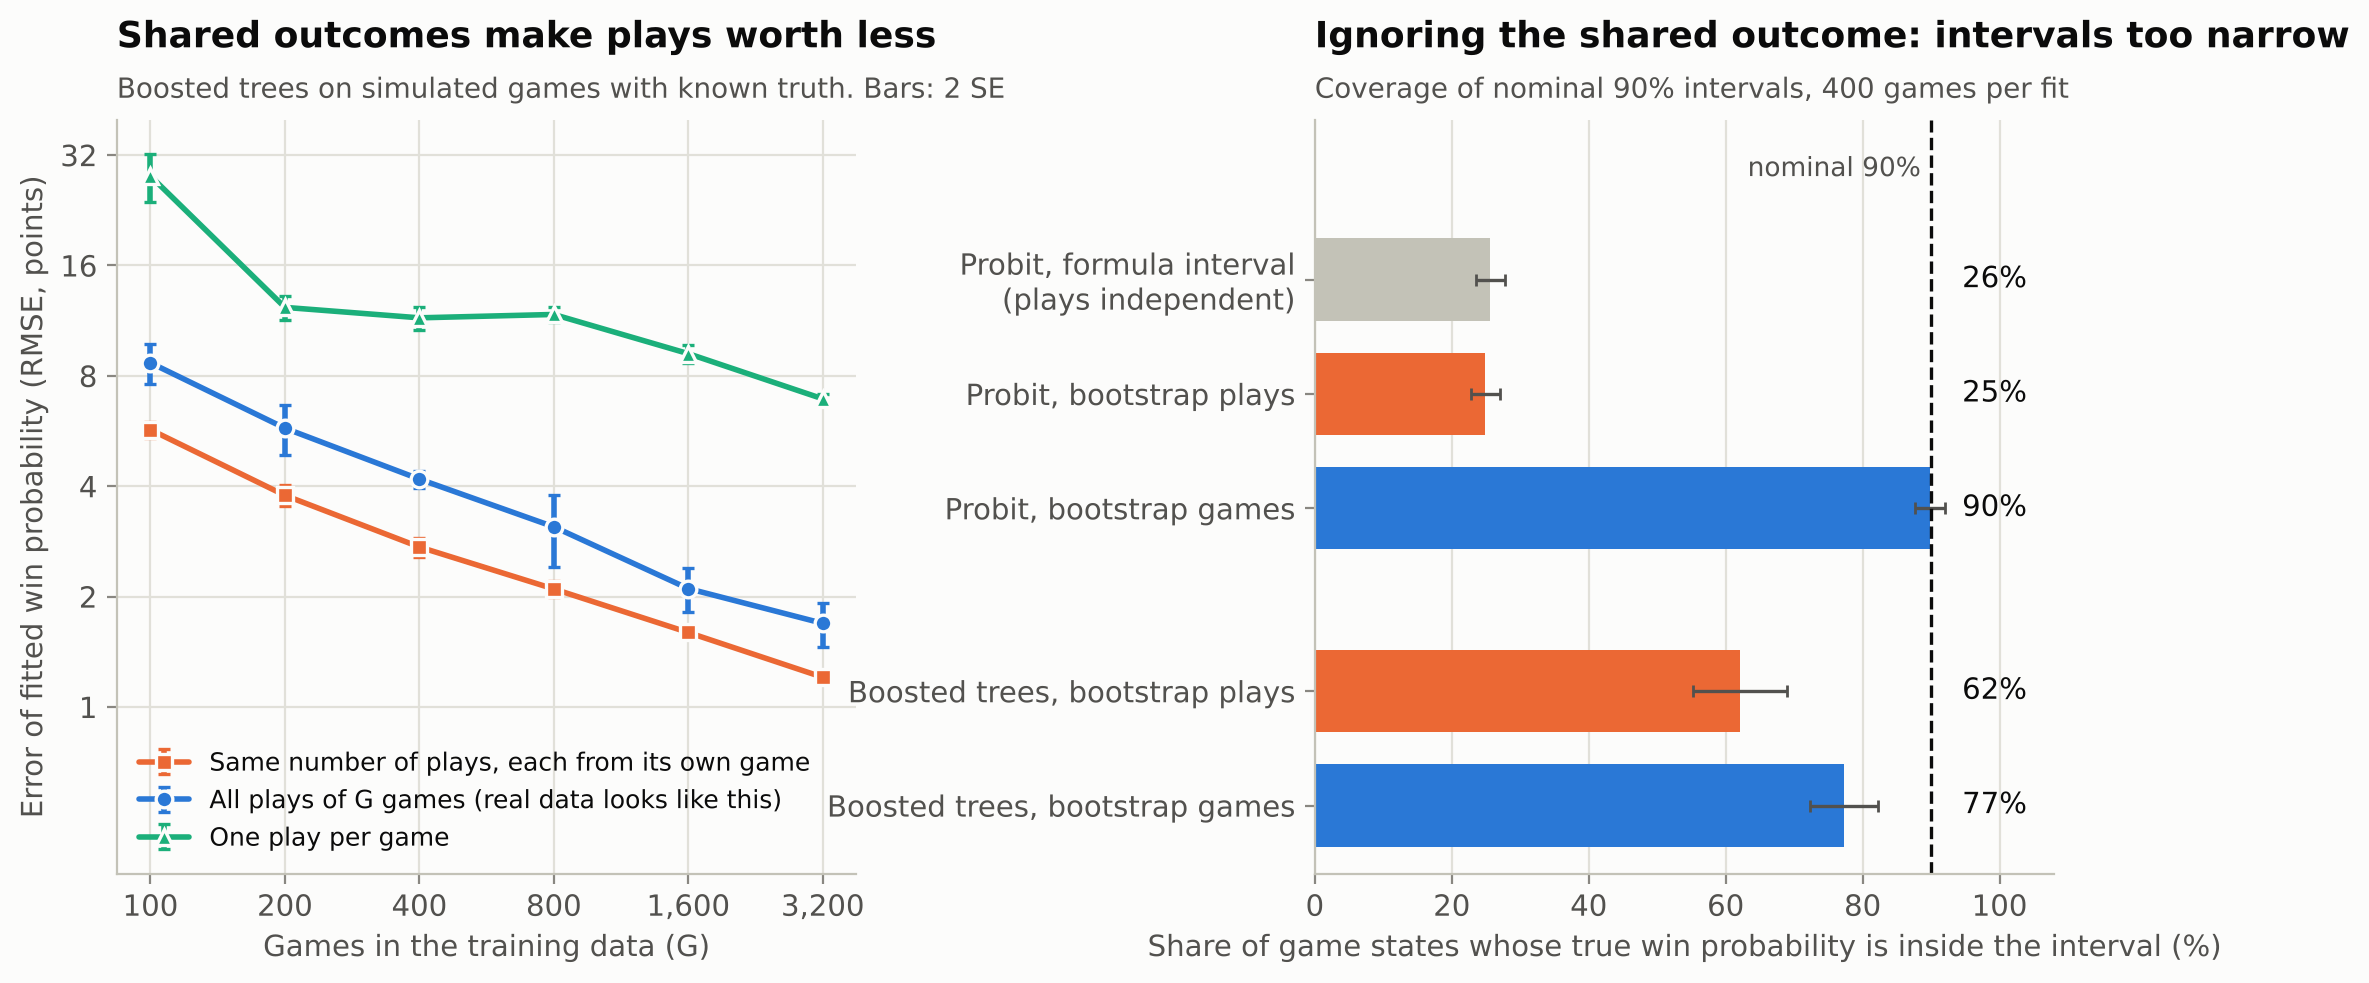 Shared outcomes make plays worth less
Boosted trees on simulated games with known truth. Bars: 2 SE
Error of fitted win probability (RMSE, points)
32
16
8
4
2
1
Same number of plays, each from its own game
All plays of G games (real data looks like this)
One play per game
100
200
400
800
1,600
3,200
Games in the training data (G)
Ignoring the shared outcome: intervals too narrow
Coverage of nominal 90% intervals, 400 games per fit
nominal 90%
Probit, formula interval
(plays independent)
26%
Probit, bootstrap plays
25%
Probit, bootstrap games
90%
Boosted trees, bootstrap plays
62%
Boosted trees, bootstrap games
77%
0
20
40
60
80
100
Share of game states whose true win probability is inside the interval (%)